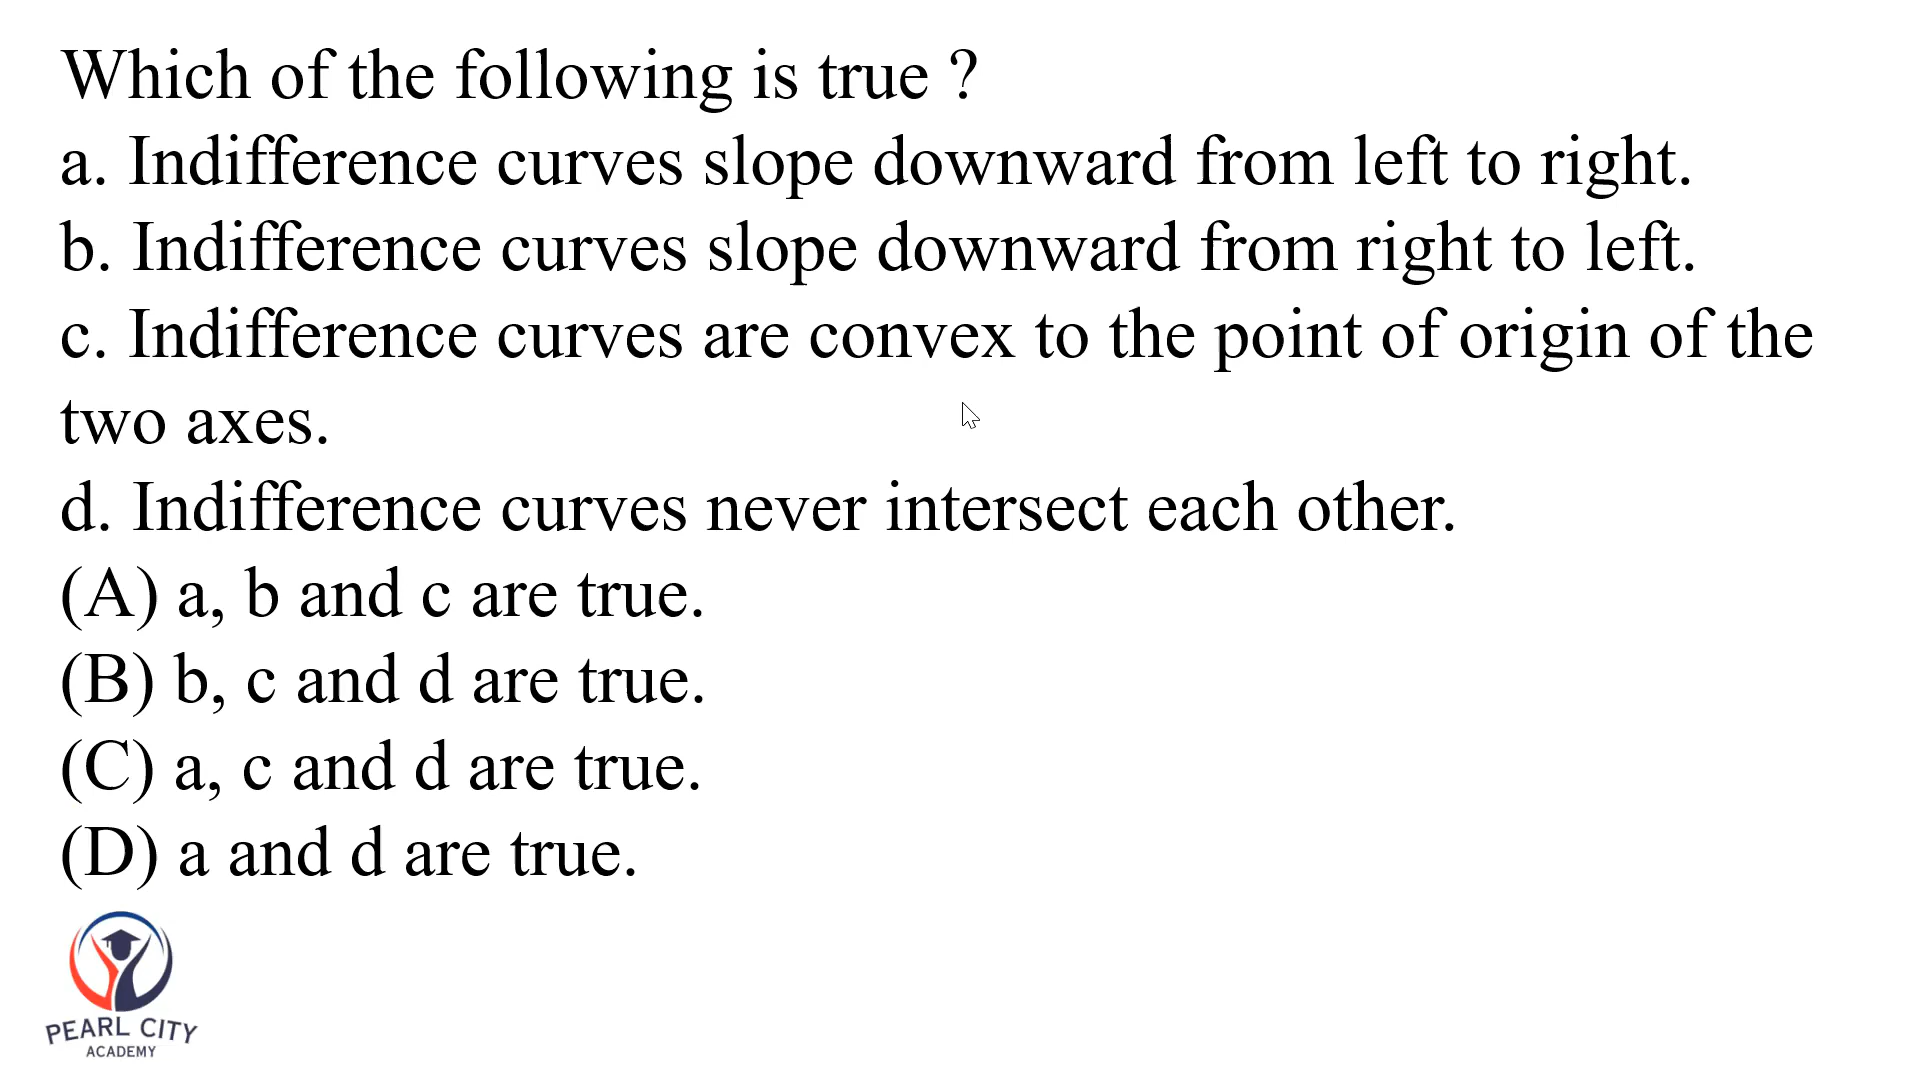 Which of the following is true ?
a. Indifference curves slope downward from left to right.
b. Indifference curves slope downward from right to left.
c. Indifference curves are convex to the point of origin of the
two axes.
d. Indifference curves never intersect each other.
(A) a, b and c are true.
(B) b, c and d are true.
(C) a, c and d are true.
(D) a and d are true.
PEARL CITY
ACADEMY